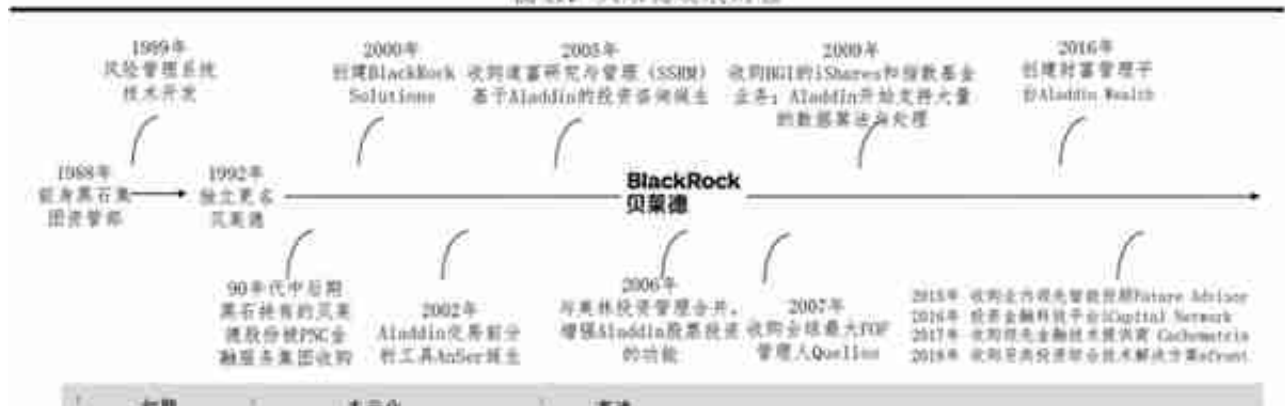 1989年
风险管理系统
技术开发
2000年
创建BlackRock
Solutions
2005年
收购道富研究与管理（SSRM）
基于Aladdin的投资咨询诞生
2009年
收购BGI的iShares和指数基金
业务；Aladdin开始支持大量
的数据算法与处理
2016年
创建财富管理平
台Aladdin Wealth
1988年
前身黑石集
团资管部
1992年
独立更名
贝莱德
BlackRock
贝莱德
90年代中后期
黑石持有的贝莱
德股份被PNC金
融服务集团收购
2002年
Aladdin交易前分
析工具AnSer诞生
2006年
与美林投资管理合并，
增强Aladdin股票投资
的功能
2007年
收购全球最大FOF
管理人Quellos
2015年 收购业内领先智能投顾Future Advisor
2016年 投资金融科技平台iCapital Network
2017年 收购领先金融技术提供商 Cachematrix
2018年 收购另类投资综合技术解决方案efront